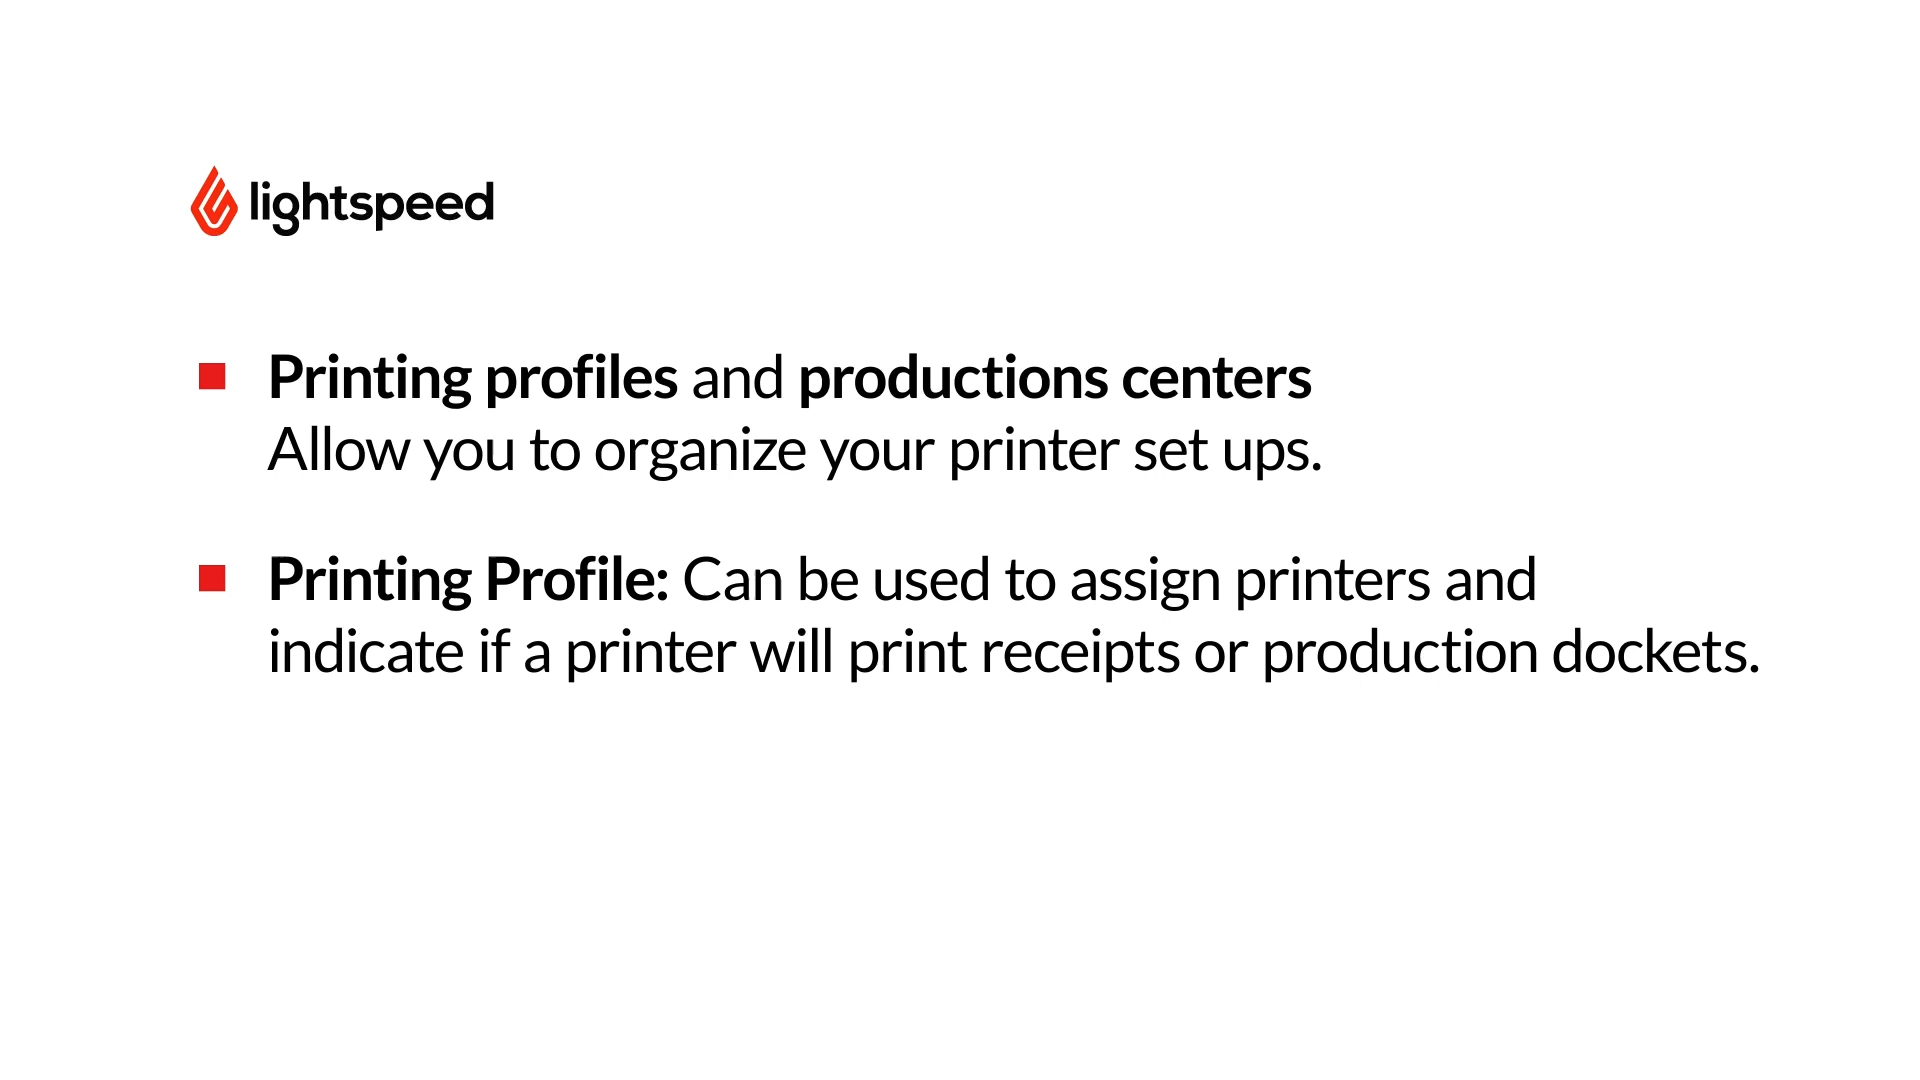 lightspeed
Printing profiles and productions centers
Allow you to organize your printer set ups.
Printing Profile: Can be used to assign printers and
indicate if a printer will print receipts or production dockets.